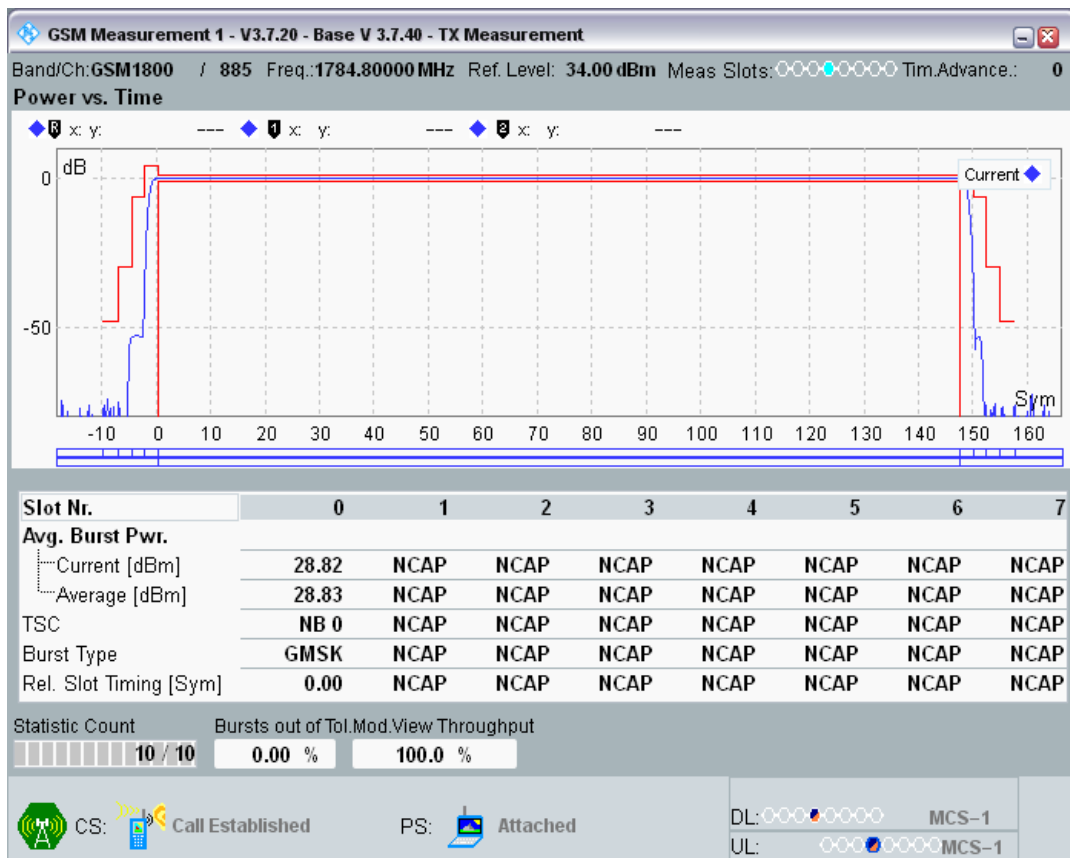 GSM Measurement 1 - V3.7.20 - Base V 3.7.40 - TX Measurement
Band/Ch:GSM1800 / 885 Freq.:1784.80000 MHz Ref. Level: 34.00 dBm Meas Slots: Tim.Advance.: 0
Power vs. Time
R x: y: --- 1 x: y: --- 2 x: y: ---
dB
Current
0
-50
Sym
-10 0 10 20 30 40 50 60 70 80 90 100 110 120 130 140 150 160
Slot Nr. 0 1 2 3 4 5 6 7
Avg. Burst Pwr.
Current [dBm] 28.82 NCAP NCAP NCAP NCAP NCAP NCAP NCAP
Average [dBm] 28.83 NCAP NCAP NCAP NCAP NCAP NCAP NCAP
TSC NB 0 NCAP NCAP NCAP NCAP NCAP NCAP NCAP
Burst Type GMSK NCAP NCAP NCAP NCAP NCAP NCAP NCAP
Rel. Slot Timing [Sym] 0.00 NCAP NCAP NCAP NCAP NCAP NCAP NCAP
Statistic Count Bursts out of Tol.Mod.View Throughput
10 / 10 0.00 % 100.0 %
CS: Call Established PS: Attached
DL: MCS-1
UL: MCS-1